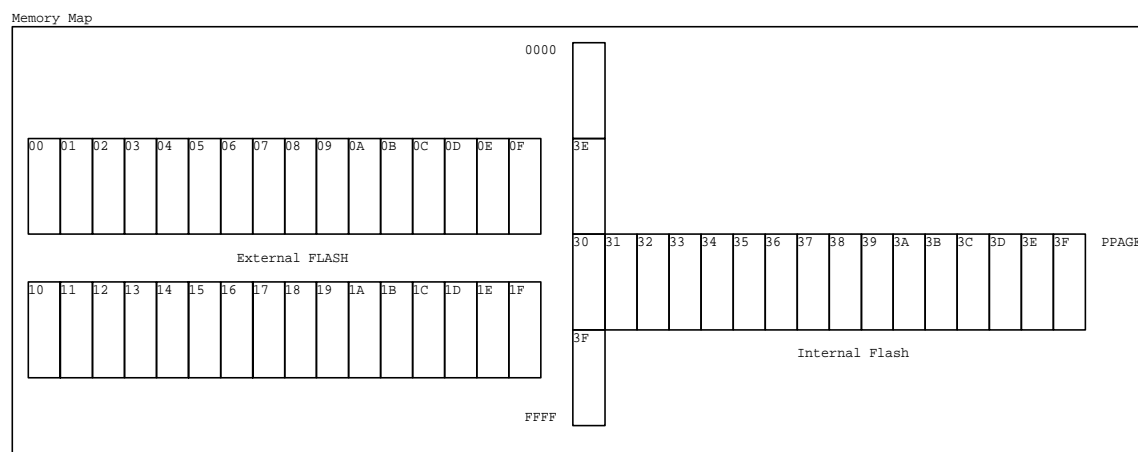 Memory Map
0000
00 01 02 03 04 05 06 07 08 09 0A 0B 0C 0D 0E 0F 3E
30 31 32 33 34 35 36 37 38 39 3A 3B 3C 3D 3E 3F PPAGE
External FLASH
10 11 12 13 14 15 16 17 18 19 1A 1B 1C 1D 1E 1F
3F
Internal Flash
FFFF